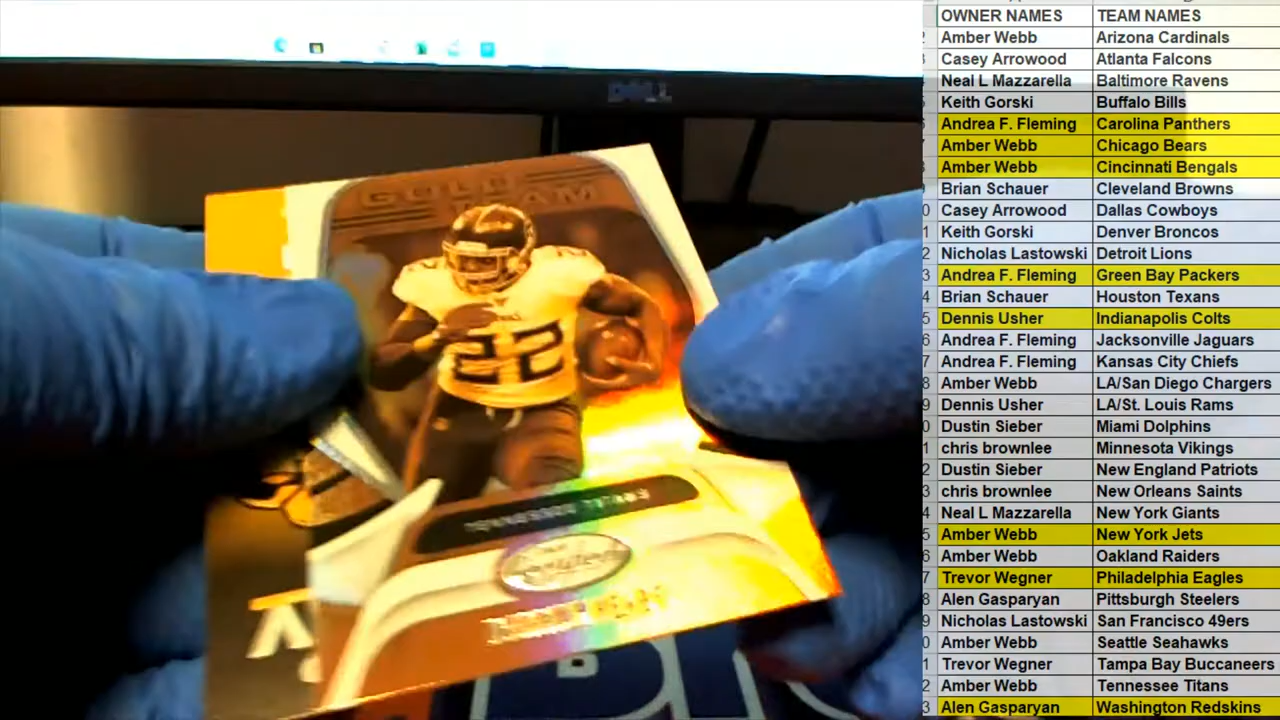 DELL
GOLD
TEAM
22
TENNESSEE TITANS
Certified
OWNER NAMES TEAM NAMES
Amber Webb Arizona Cardinals
Casey Arrowood Atlanta Falcons
Neal L Mazzarella Baltimore Ravens
Keith Gorski Buffalo Bills
Andrea F. Fleming Carolina Panthers
Amber Webb Chicago Bears
Amber Webb Cincinnati Bengals
Brian Schauer Cleveland Browns
Casey Arrowood Dallas Cowboys
Keith Gorski Denver Broncos
Nicholas Lastowski Detroit Lions
Andrea F. Fleming Green Bay Packers
Brian Schauer Houston Texans
Dennis Usher Indianapolis Colts
Andrea F. Fleming Jacksonville Jaguars
Andrea F. Fleming Kansas City Chiefs
Amber Webb LA/San Diego Chargers
Dennis Usher LA/St. Louis Rams
Dustin Sieber Miami Dolphins
chris brownlee Minnesota Vikings
Dustin Sieber New England Patriots
chris brownlee New Orleans Saints
Neal L Mazzarella New York Giants
Amber Webb New York Jets
Amber Webb Oakland Raiders
Trevor Wegner Philadelphia Eagles
Alen Gasparyan Pittsburgh Steelers
Nicholas Lastowski San Francisco 49ers
Amber Webb Seattle Seahawks
Trevor Wegner Tampa Bay Buccaneers
Amber Webb Tennessee Titans
Alen Gasparyan Washington Redskins